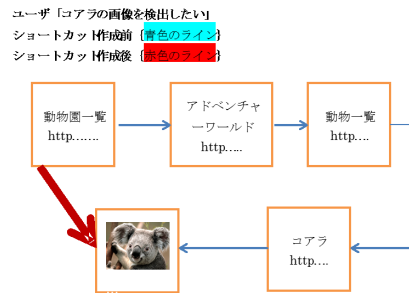 ユーザ「コアラの画像を検出したい」
ショートカット作成前｛青色のライン｝
ショートカット作成後｛赤色のライン｝
動物園一覧
http.......
アドベンチャ
ーワールド
http.....
動物一覧
http....
コアラ
http....